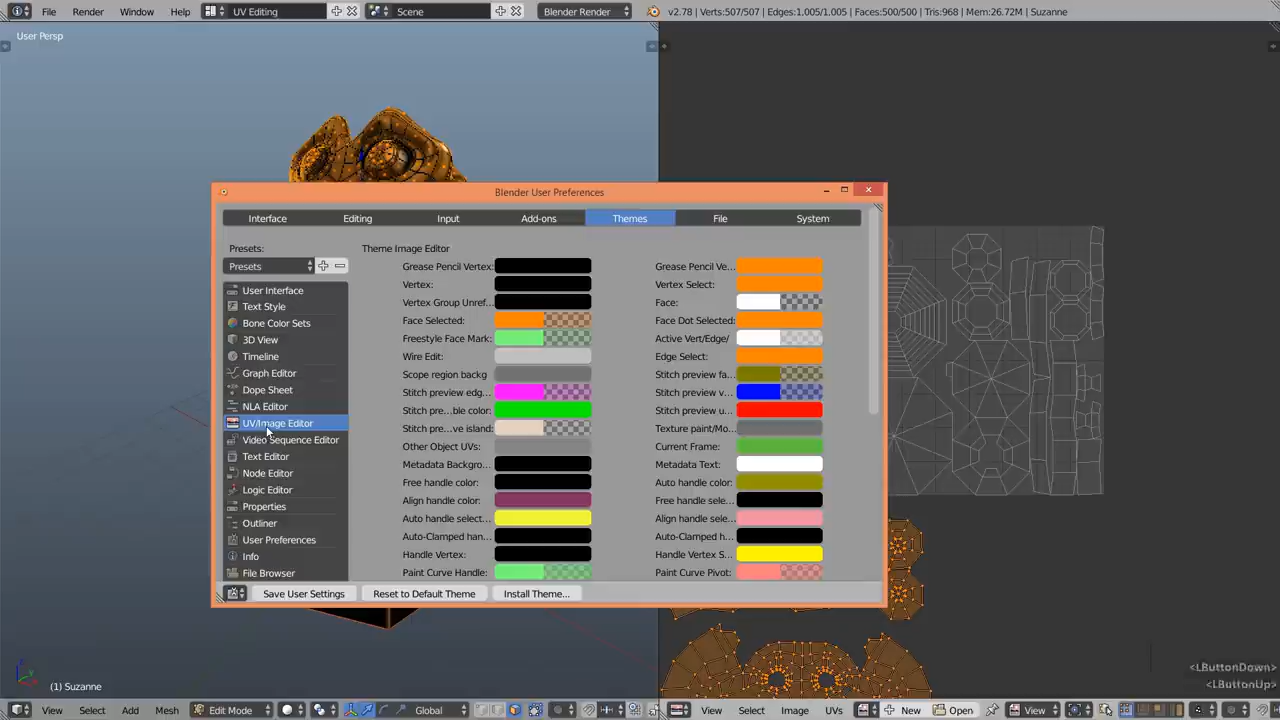 File Render Window Help UV Editing Scene Blender Render v2.78 | Verts:507/507 | Edges:1.005/1.005 | Faces:500/500 | Tris:968 | Mem:26.72M | Suzanne
User Persp
Blender User Preferences
Interface Editing Input Add-ons Themes File System
Presets: Theme Image Editor
Presets Grease Pencil Vertex: Grease Pencil Ve...
Vertex: Vertex Select:
User Interface
Vertex Group Unref... Face:
Text Style
Face Selected: Face Dot Selected:
Bone Color Sets
Freestyle Face Mark: Active Vert/Edge/
3D View
Wire Edit: Edge Select:
Timeline
Scope region backg Stitch preview fa...
Graph Editor
Stitch preview edg... Stitch preview v...
Dope Sheet
Stitch pre...ble color: Stitch preview u...
NLA Editor
Stitch pre...ve island: Texture paint/Mo...
UV/Image Editor
Other Object UVs: Current Frame:
Video Sequence Editor
Metadata Backgro... Metadata Text:
Text Editor
Free handle color: Auto handle color:
Node Editor
Align handle color: Free handle sele...
Logic Editor
Auto handle select... Align handle sele...
Properties
Auto-Clamped han... Auto-Clamped h...
Outliner
Handle Vertex: Handle Vertex S...
User Preferences
Info
Paint Curve Handle: Paint Curve Pivot:
File Browser
Save User Settings Reset to Default Theme Install Theme...
<LButtonDown>
<LButtonUp>
(1) Suzanne
View Select Add Mesh Edit Mode Global View Select Image UVs New Open View